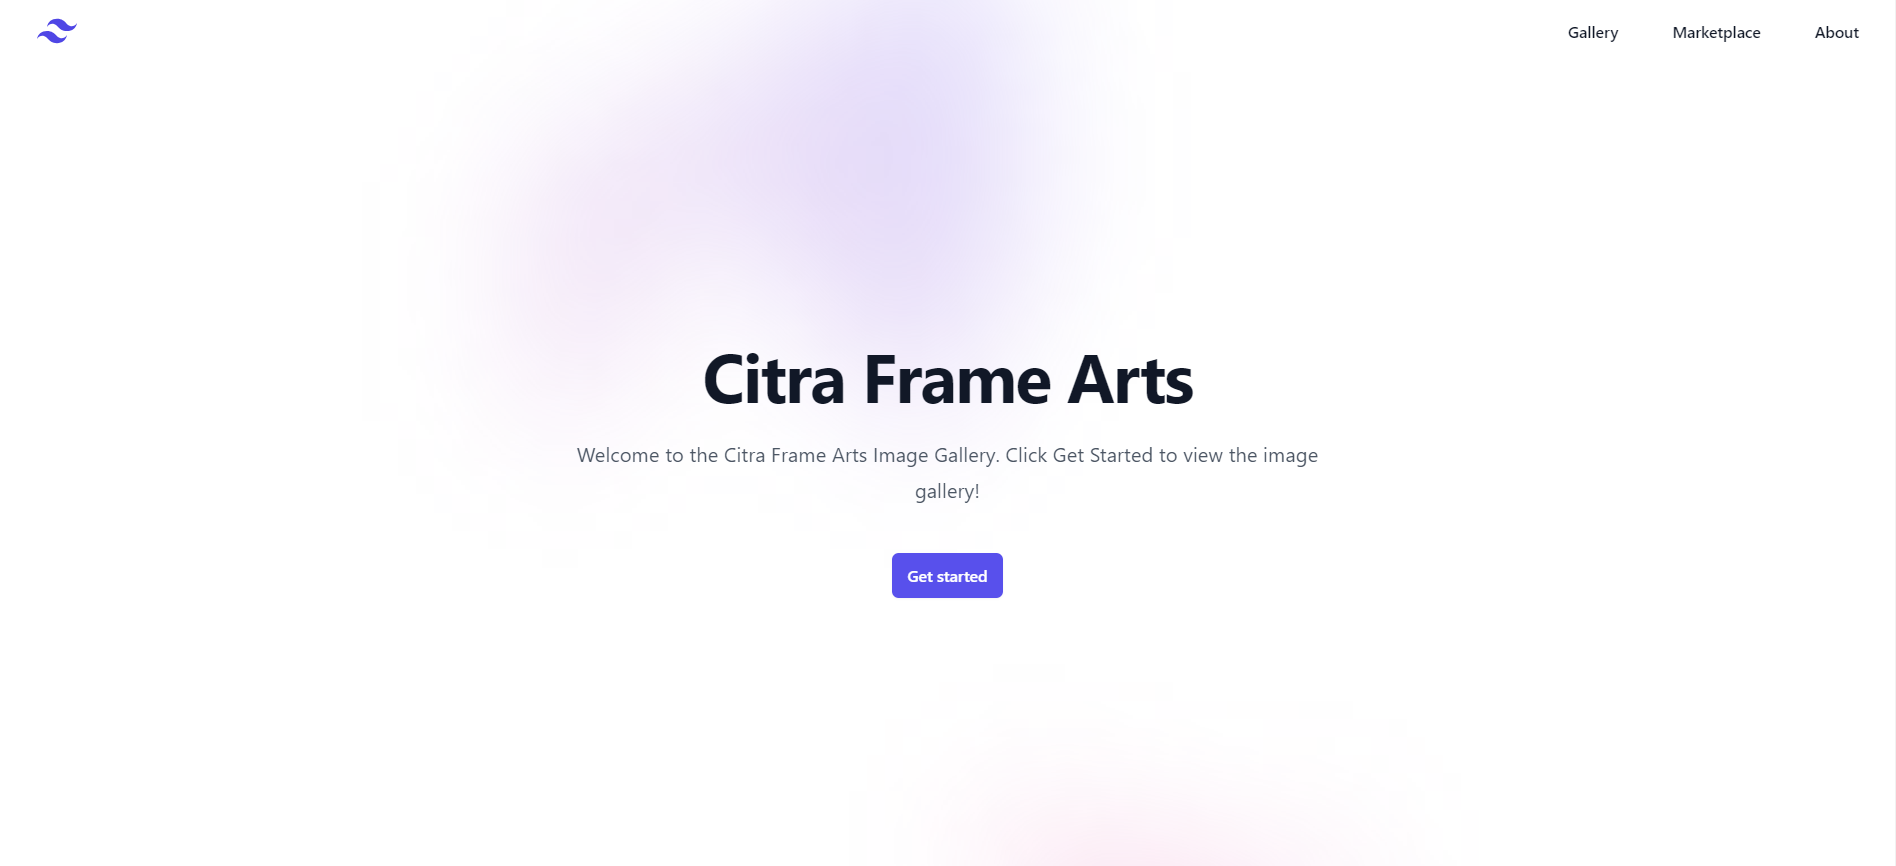 Gallery Marketplace About
Citra Frame Arts
Welcome to the Citra Frame Arts Image Gallery. Click Get Started to view the image
gallery!
Get started